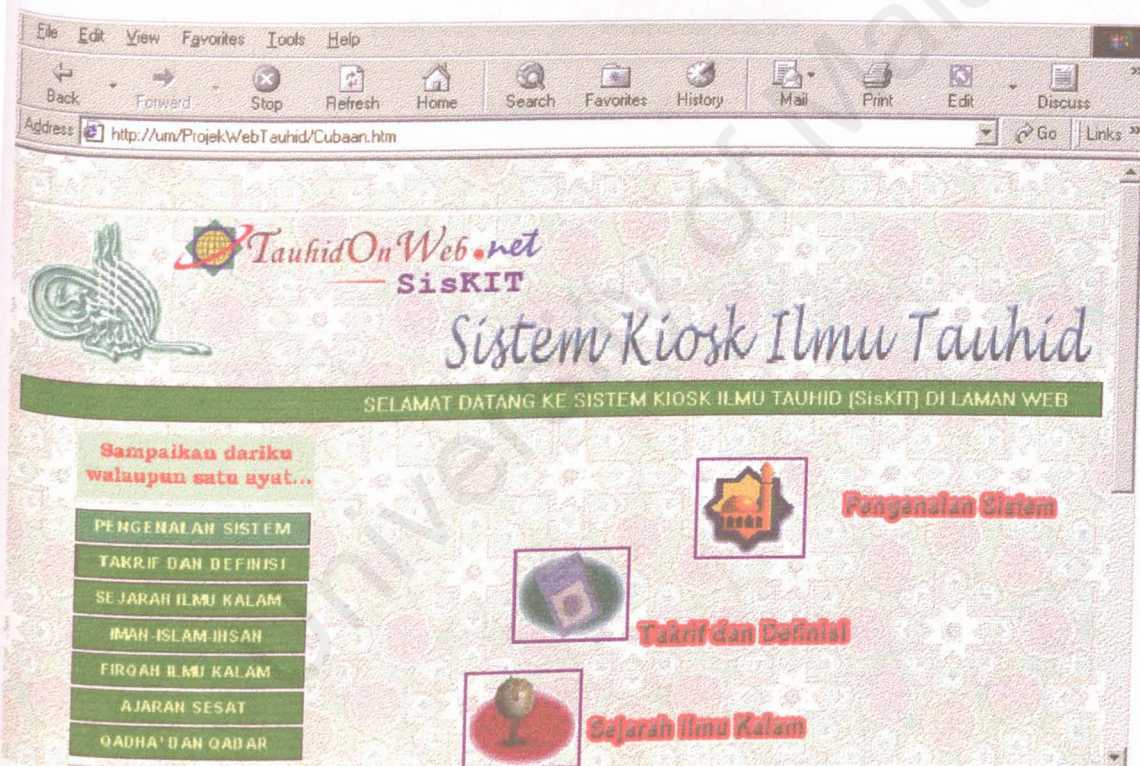 File Edit View Favorites Tools Help
Back Forward Stop Refresh Home Search Favorites History Mail Print Edit Discuss
Address http://um/ProjekWebTauhid/Cubaan.htm Go Links »
TauhidOnWeb.net
SisKIT
Sistem Kiosk Ilmu Tauhid
SELAMAT DATANG KE SISTEM KIOSK ILMU TAUHID (SisKIT) DI LAMAN WEB
Sampaikan dariku
walaupun satu ayat...
PENGENALAN SISTEM
TAKRIF DAN DEFINISI
SEJARAH ILMU KALAM
IMAN-ISLAM-IHSAN
FIRQAH ILMU KALAM
AJARAN SESAT
QADHA' DAN QADAR
Pengenalan Sistem
Takrif dan Definisi
Sejarah Ilmu Kalam
University of Mala